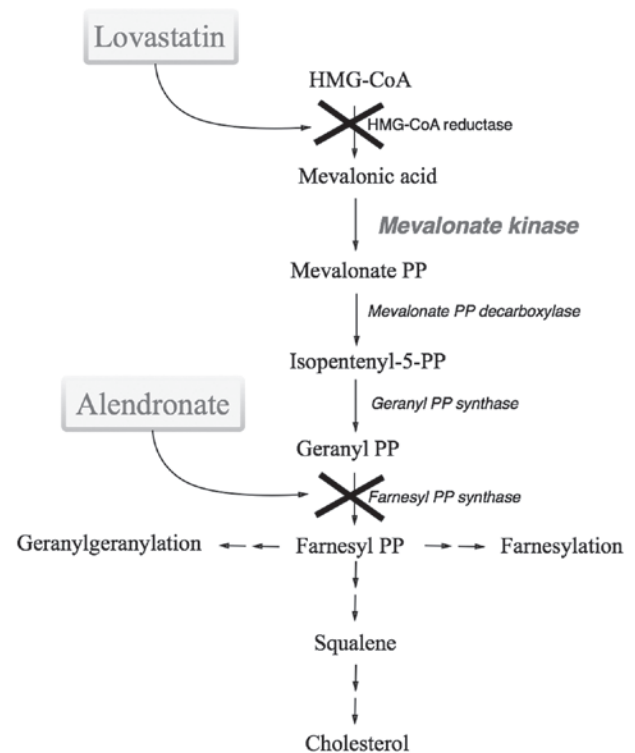 Lovastatin
HMG-CoA
HMG-CoA reductase
Mevalonic acid
Mevalonate kinase
Mevalonate PP
Mevalonate PP decarboxylase
Isopentenyl-5-PP
Alendronate
Geranyl PP synthase
Geranyl PP
Farnesyl PP synthase
Geranylgeranylation Farnesyl PP Farnesylation
Squalene
Cholesterol